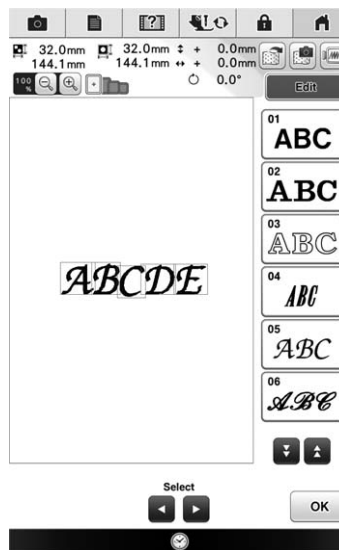 32.0mm 32.0mm + 0.0mm
144.1mm 144.1mm + 0.0mm
100 % 0.0°
Edit
01
ABC
02
ABC
03
ABC
ABCDE
04
ABC
05
ABC
06
ABC
Select
OK